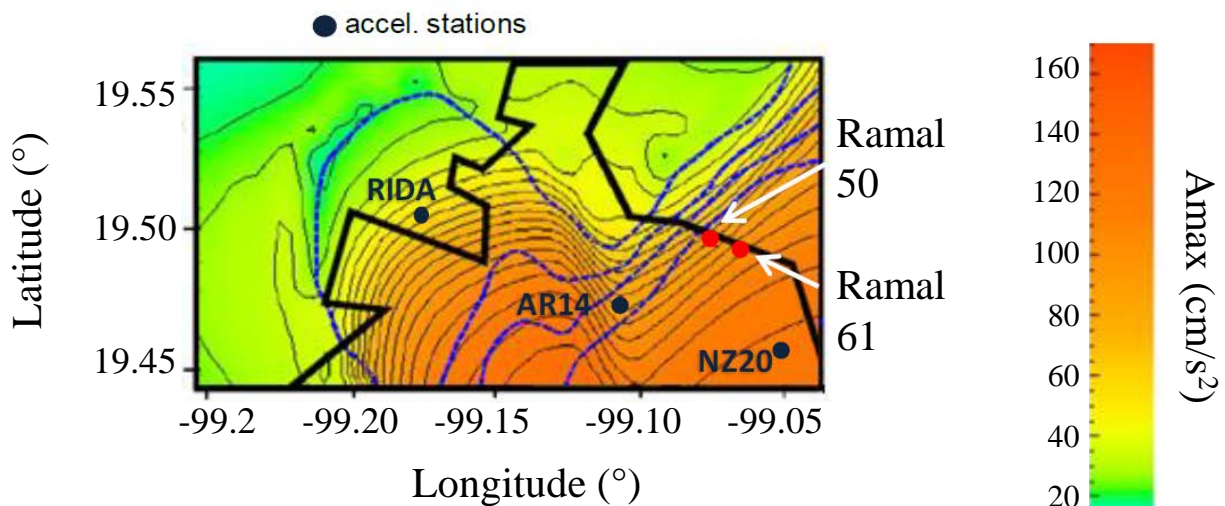 accel. stations
19.55
19.50
19.45
Latitude (°)
RIDA
AR14
NZ20
Ramal
50
Ramal
61
-99.2
-99.20
-99.15
-99.10
-99.05
Longitude (°)
160
140
120
100
80
60
40
20
Amax (cm/s²)